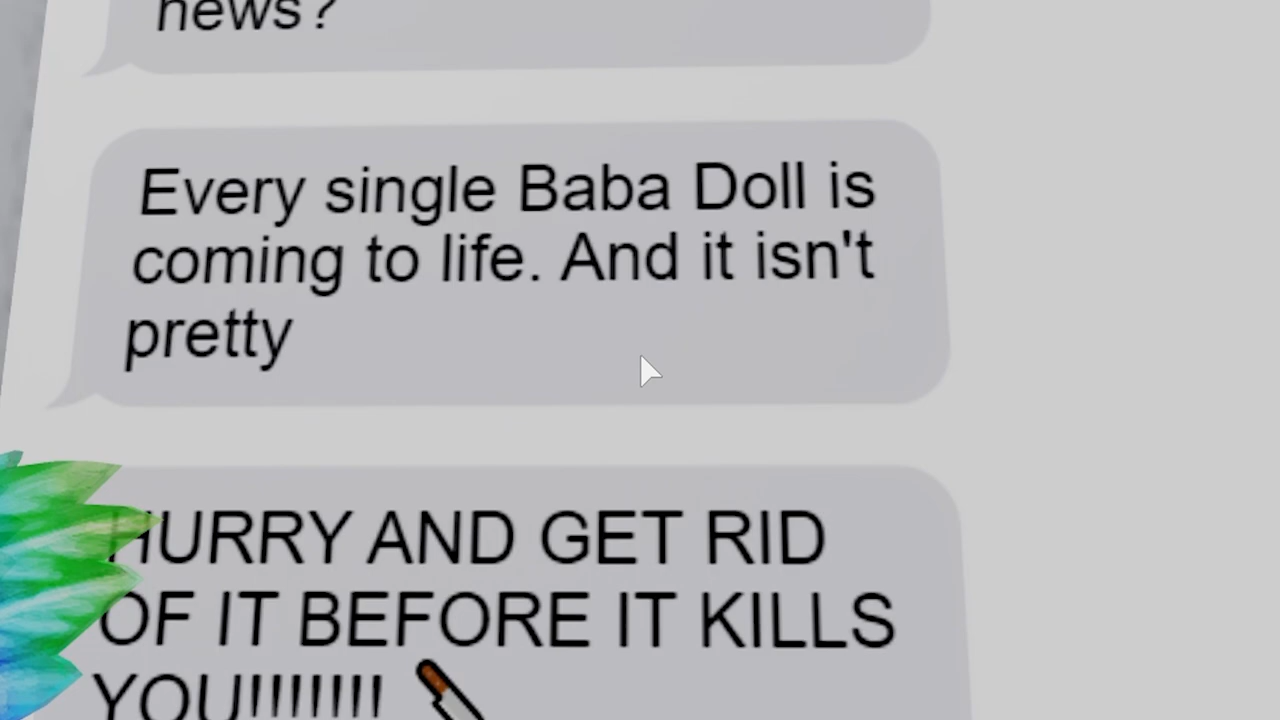 news?
Every single Baba Doll is
coming to life. And it isn't
pretty
HURRY AND GET RID
OF IT BEFORE IT KILLS
YOU!!!!!!!